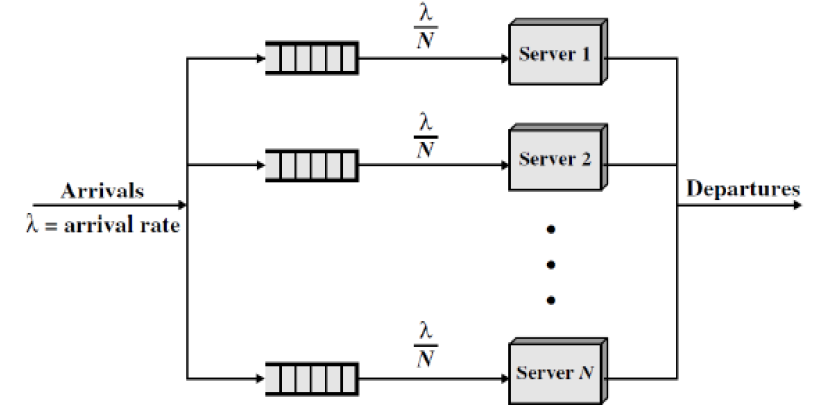 λ
N
Server 1
λ
N
Server 2
Arrivals
λ = arrival rate
Departures
λ
N
Server N